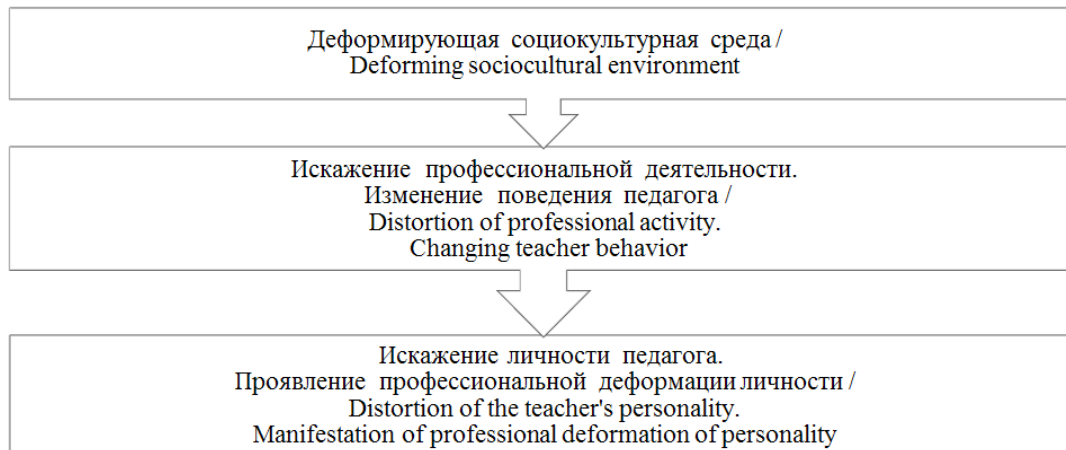 Деформирующая социокультурная среда /
Deforming sociocultural environment
Искажение профессиональной деятельности.
Изменение поведения педагога /
Distortion of professional activity.
Changing teacher behavior
Искажение личности педагога.
Проявление профессиональной деформации личности /
Distortion of the teacher's personality.
Manifestation of professional deformation of personality